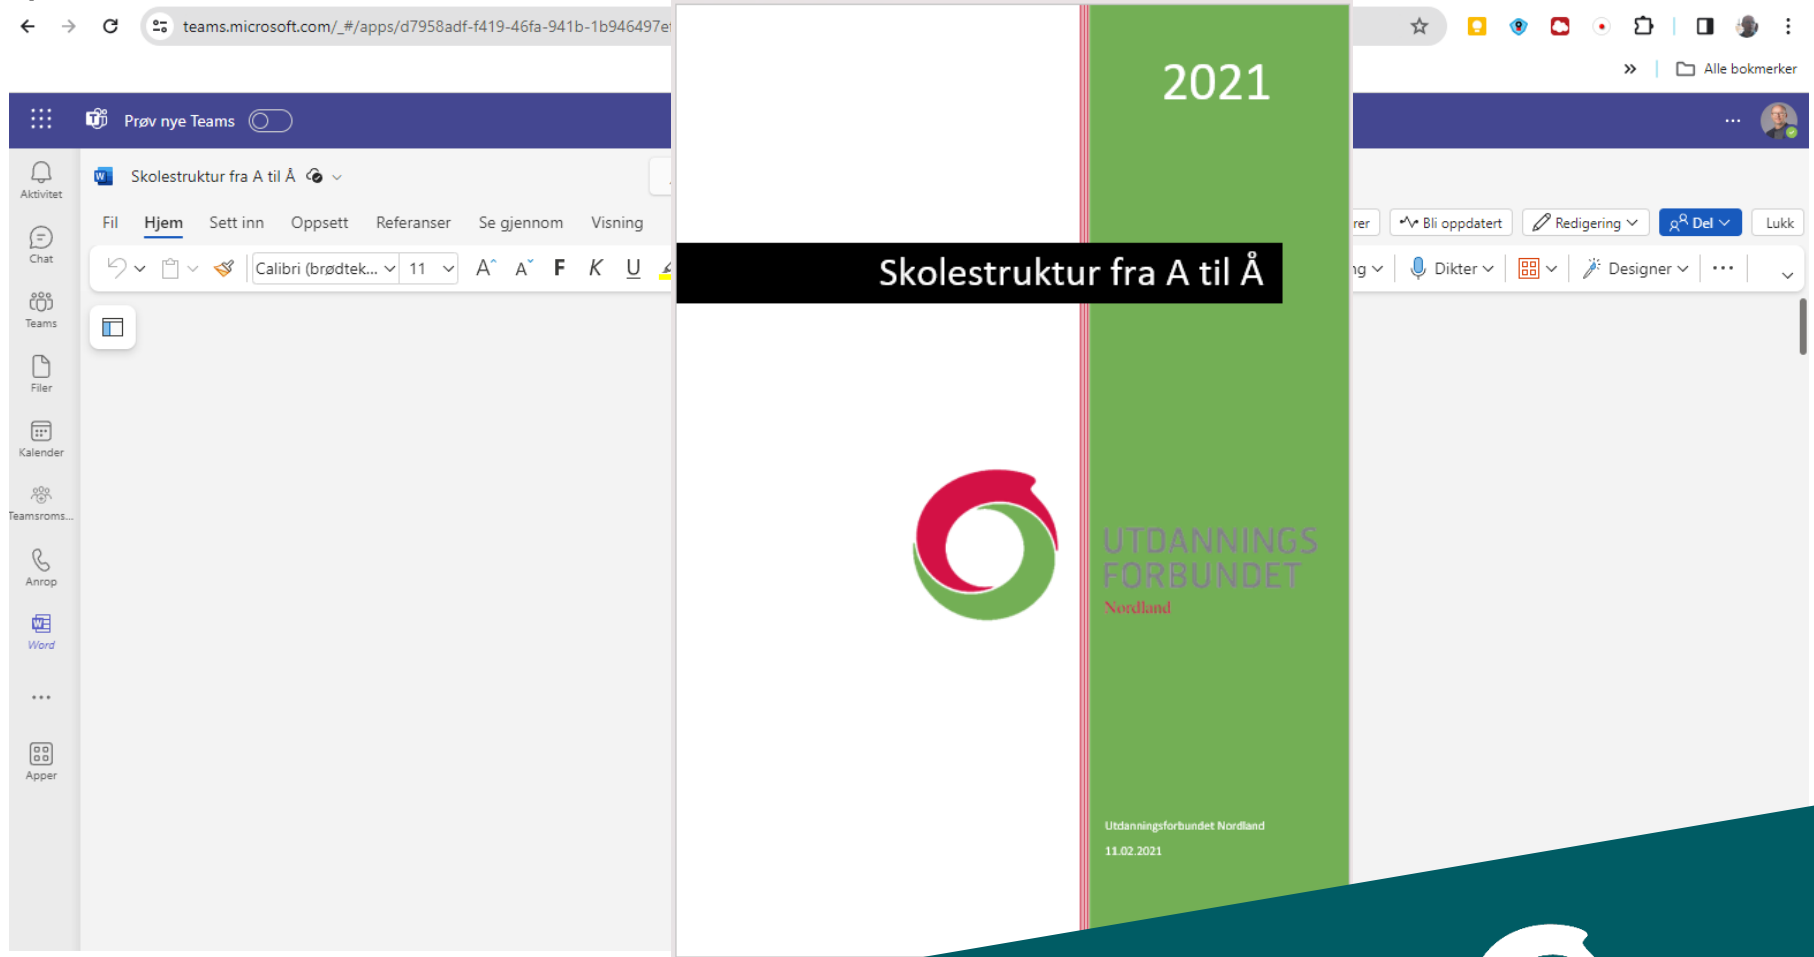 teams.microsoft.com/_#/apps/d7958adf-f419-46fa-941b-1b946497e
Alle bokmerker
Prøv nye Teams
Skolestruktur fra A til Å
Fil Hjem Sett inn Oppsett Referanser Se gjennom Visning
Bli oppdatert Redigering Del Lukk
Calibri (brødtek... 11 A A F K U
Dikter Designer
Aktivitet
Chat
Teams
Filer
Kalender
Teamsroms...
Anrop
Word
Apper
2021
Skolestruktur fra A til Å
UTDANNINGS
FORBUNDET
Nordland
Utdanningsforbundet Nordland
11.02.2021